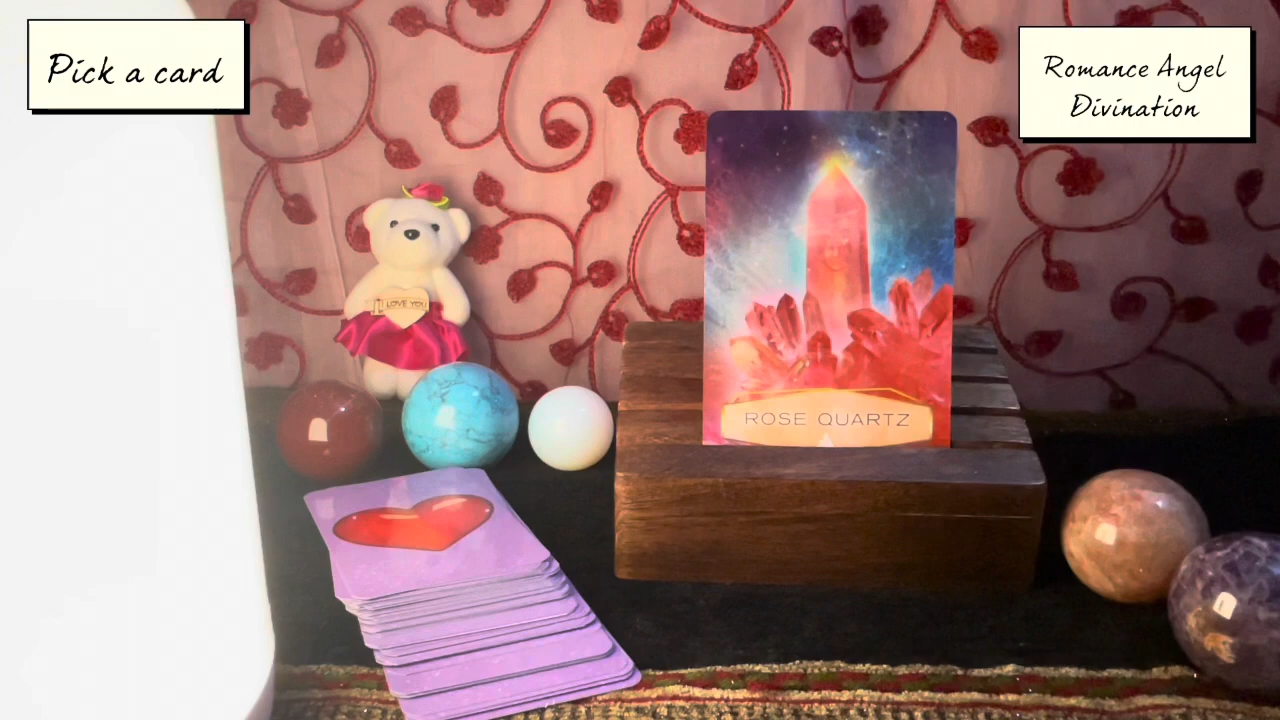 Pick a card
Romance Angel
Divination
I LOVE YOU
ROSE QUARTZ